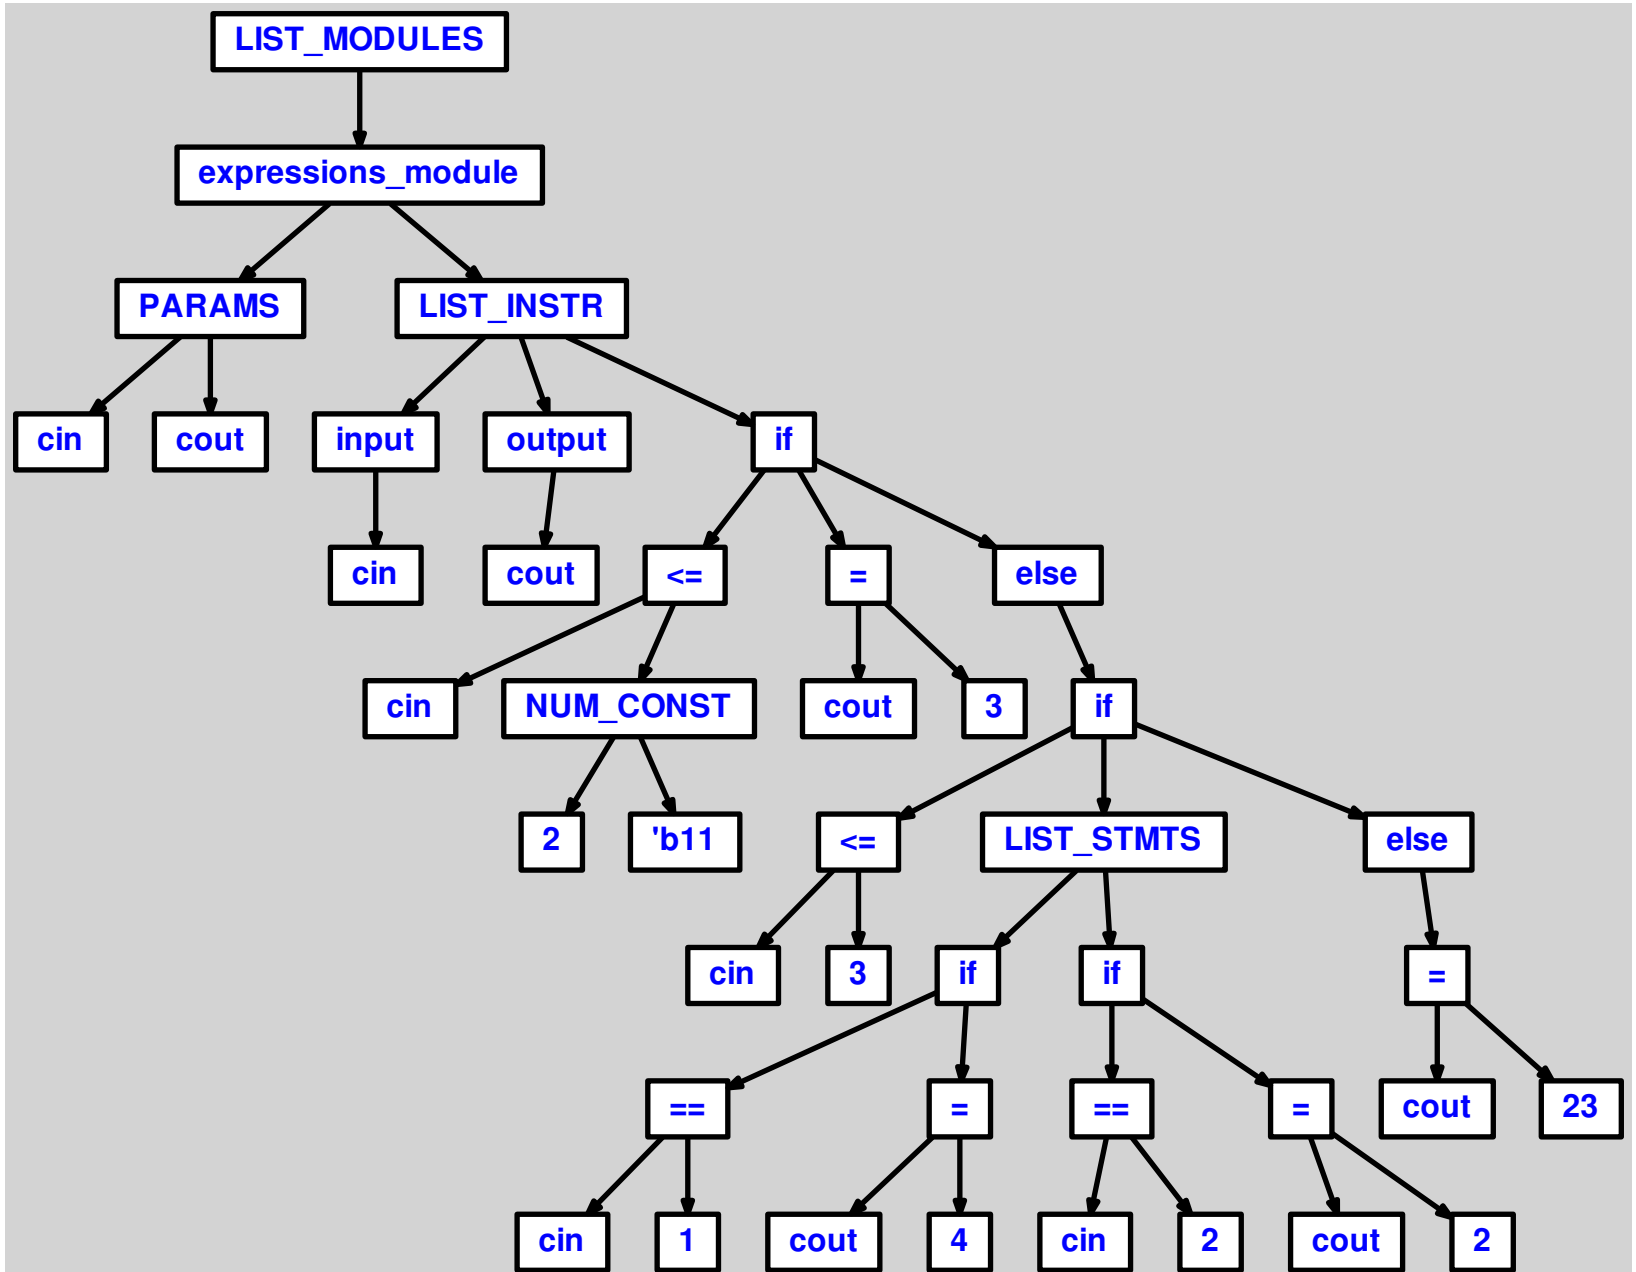 LIST_MODULES
expressions_module
PARAMS LIST_INSTR
cin cout input output if
cin cout <= = else
cin NUM_CONST cout 3 if
2 'b11 <= LIST_STMTS else
cin 3 if if =
== = == = cout 23
cin 1 cout 4 cin 2 cout 2